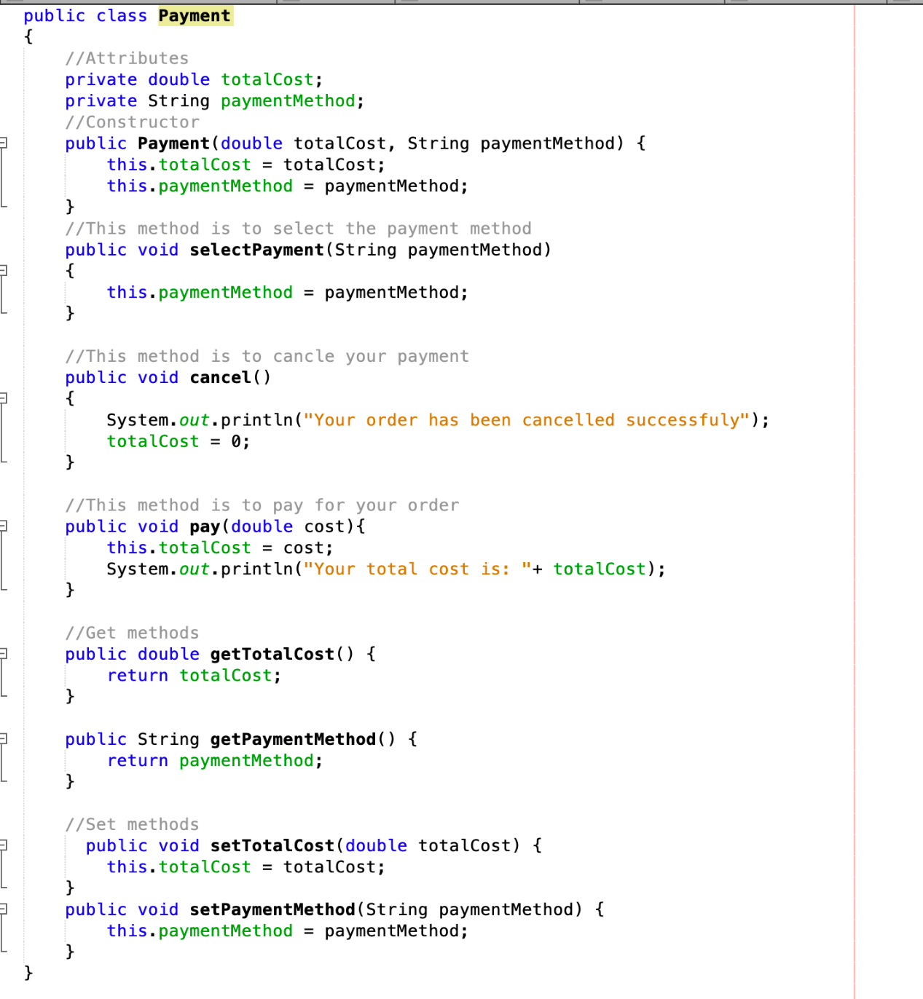 public class Payment
{
    //Attributes
    private double totalCost;
    private String paymentMethod;
    //Constructor
    public Payment(double totalCost, String paymentMethod) {
        this.totalCost = totalCost;
        this.paymentMethod = paymentMethod;
    }
    //This method is to select the payment method
    public void selectPayment(String paymentMethod)
    {
        this.paymentMethod = paymentMethod;
    }

    //This method is to cancle your payment
    public void cancel()
    {
        System.out.println("Your order has been cancelled successfuly");
        totalCost = 0;
    }

    //This method is to pay for your order
    public void pay(double cost){
        this.totalCost = cost;
        System.out.println("Your total cost is: "+ totalCost);
    }

    //Get methods
    public double getTotalCost() {
        return totalCost;
    }

    public String getPaymentMethod() {
        return paymentMethod;
    }

    //Set methods
      public void setTotalCost(double totalCost) {
        this.totalCost = totalCost;
    }
    public void setPaymentMethod(String paymentMethod) {
        this.paymentMethod = paymentMethod;
    }
}